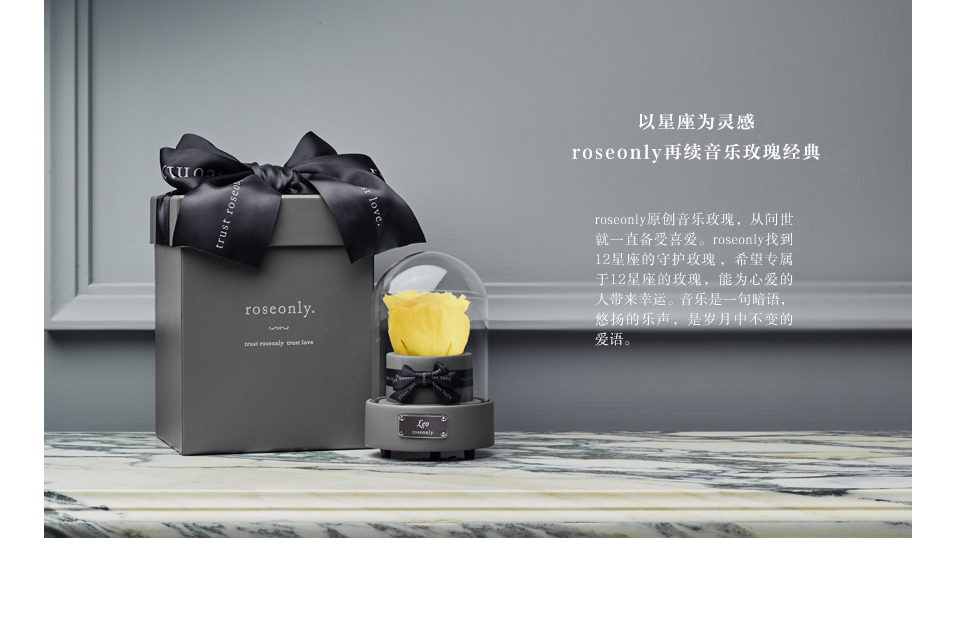 以星座为灵感
roseonly再续音乐玫瑰经典
roseonly原创音乐玫瑰，从问世
就一直备受喜爱。roseonly找到
12星座的守护玫瑰，希望专属
于12星座的玫瑰，能为心爱的
人带来幸运。音乐是一句暗语，
悠扬的乐声，是岁月中不变的
爱语。
trust roseonly
t love.
roseonly.
trust roseonly trust love
Leo
roseonly.